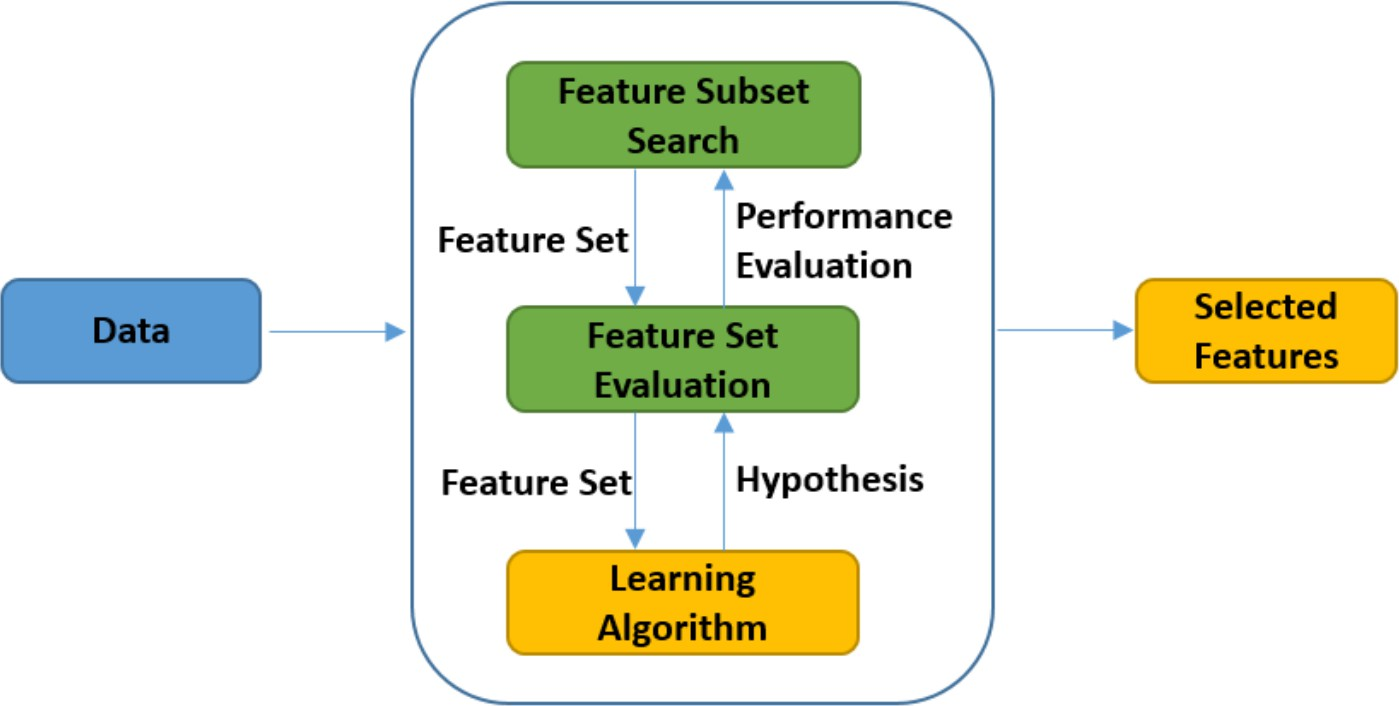 Feature Subset
Search
Feature Set
Performance
Evaluation
Data
Feature Set
Evaluation
Selected
Features
Feature Set
Hypothesis
Learning
Algorithm